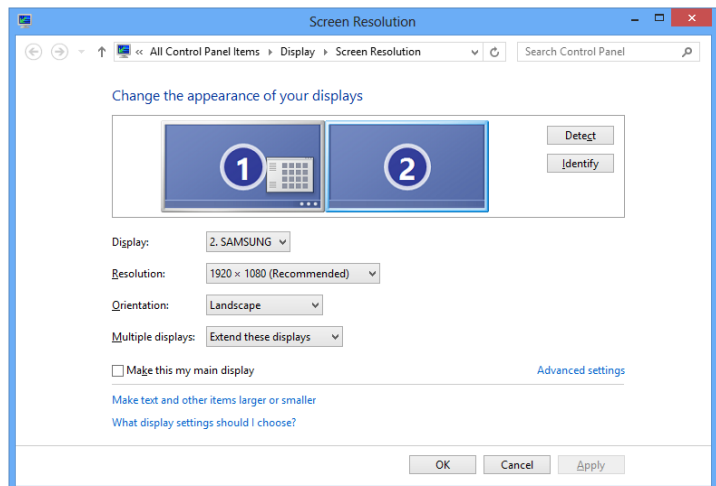 Screen Resolution
« All Control Panel Items Display Screen Resolution Search Control Panel
Change the appearance of your displays
1 2
Detect
Identify
Display: 2. SAMSUNG
Resolution: 1920 × 1080 (Recommended)
Orientation: Landscape
Multiple displays: Extend these displays
Make this my main display Advanced settings
Make text and other items larger or smaller
What display settings should I choose?
OK Cancel Apply